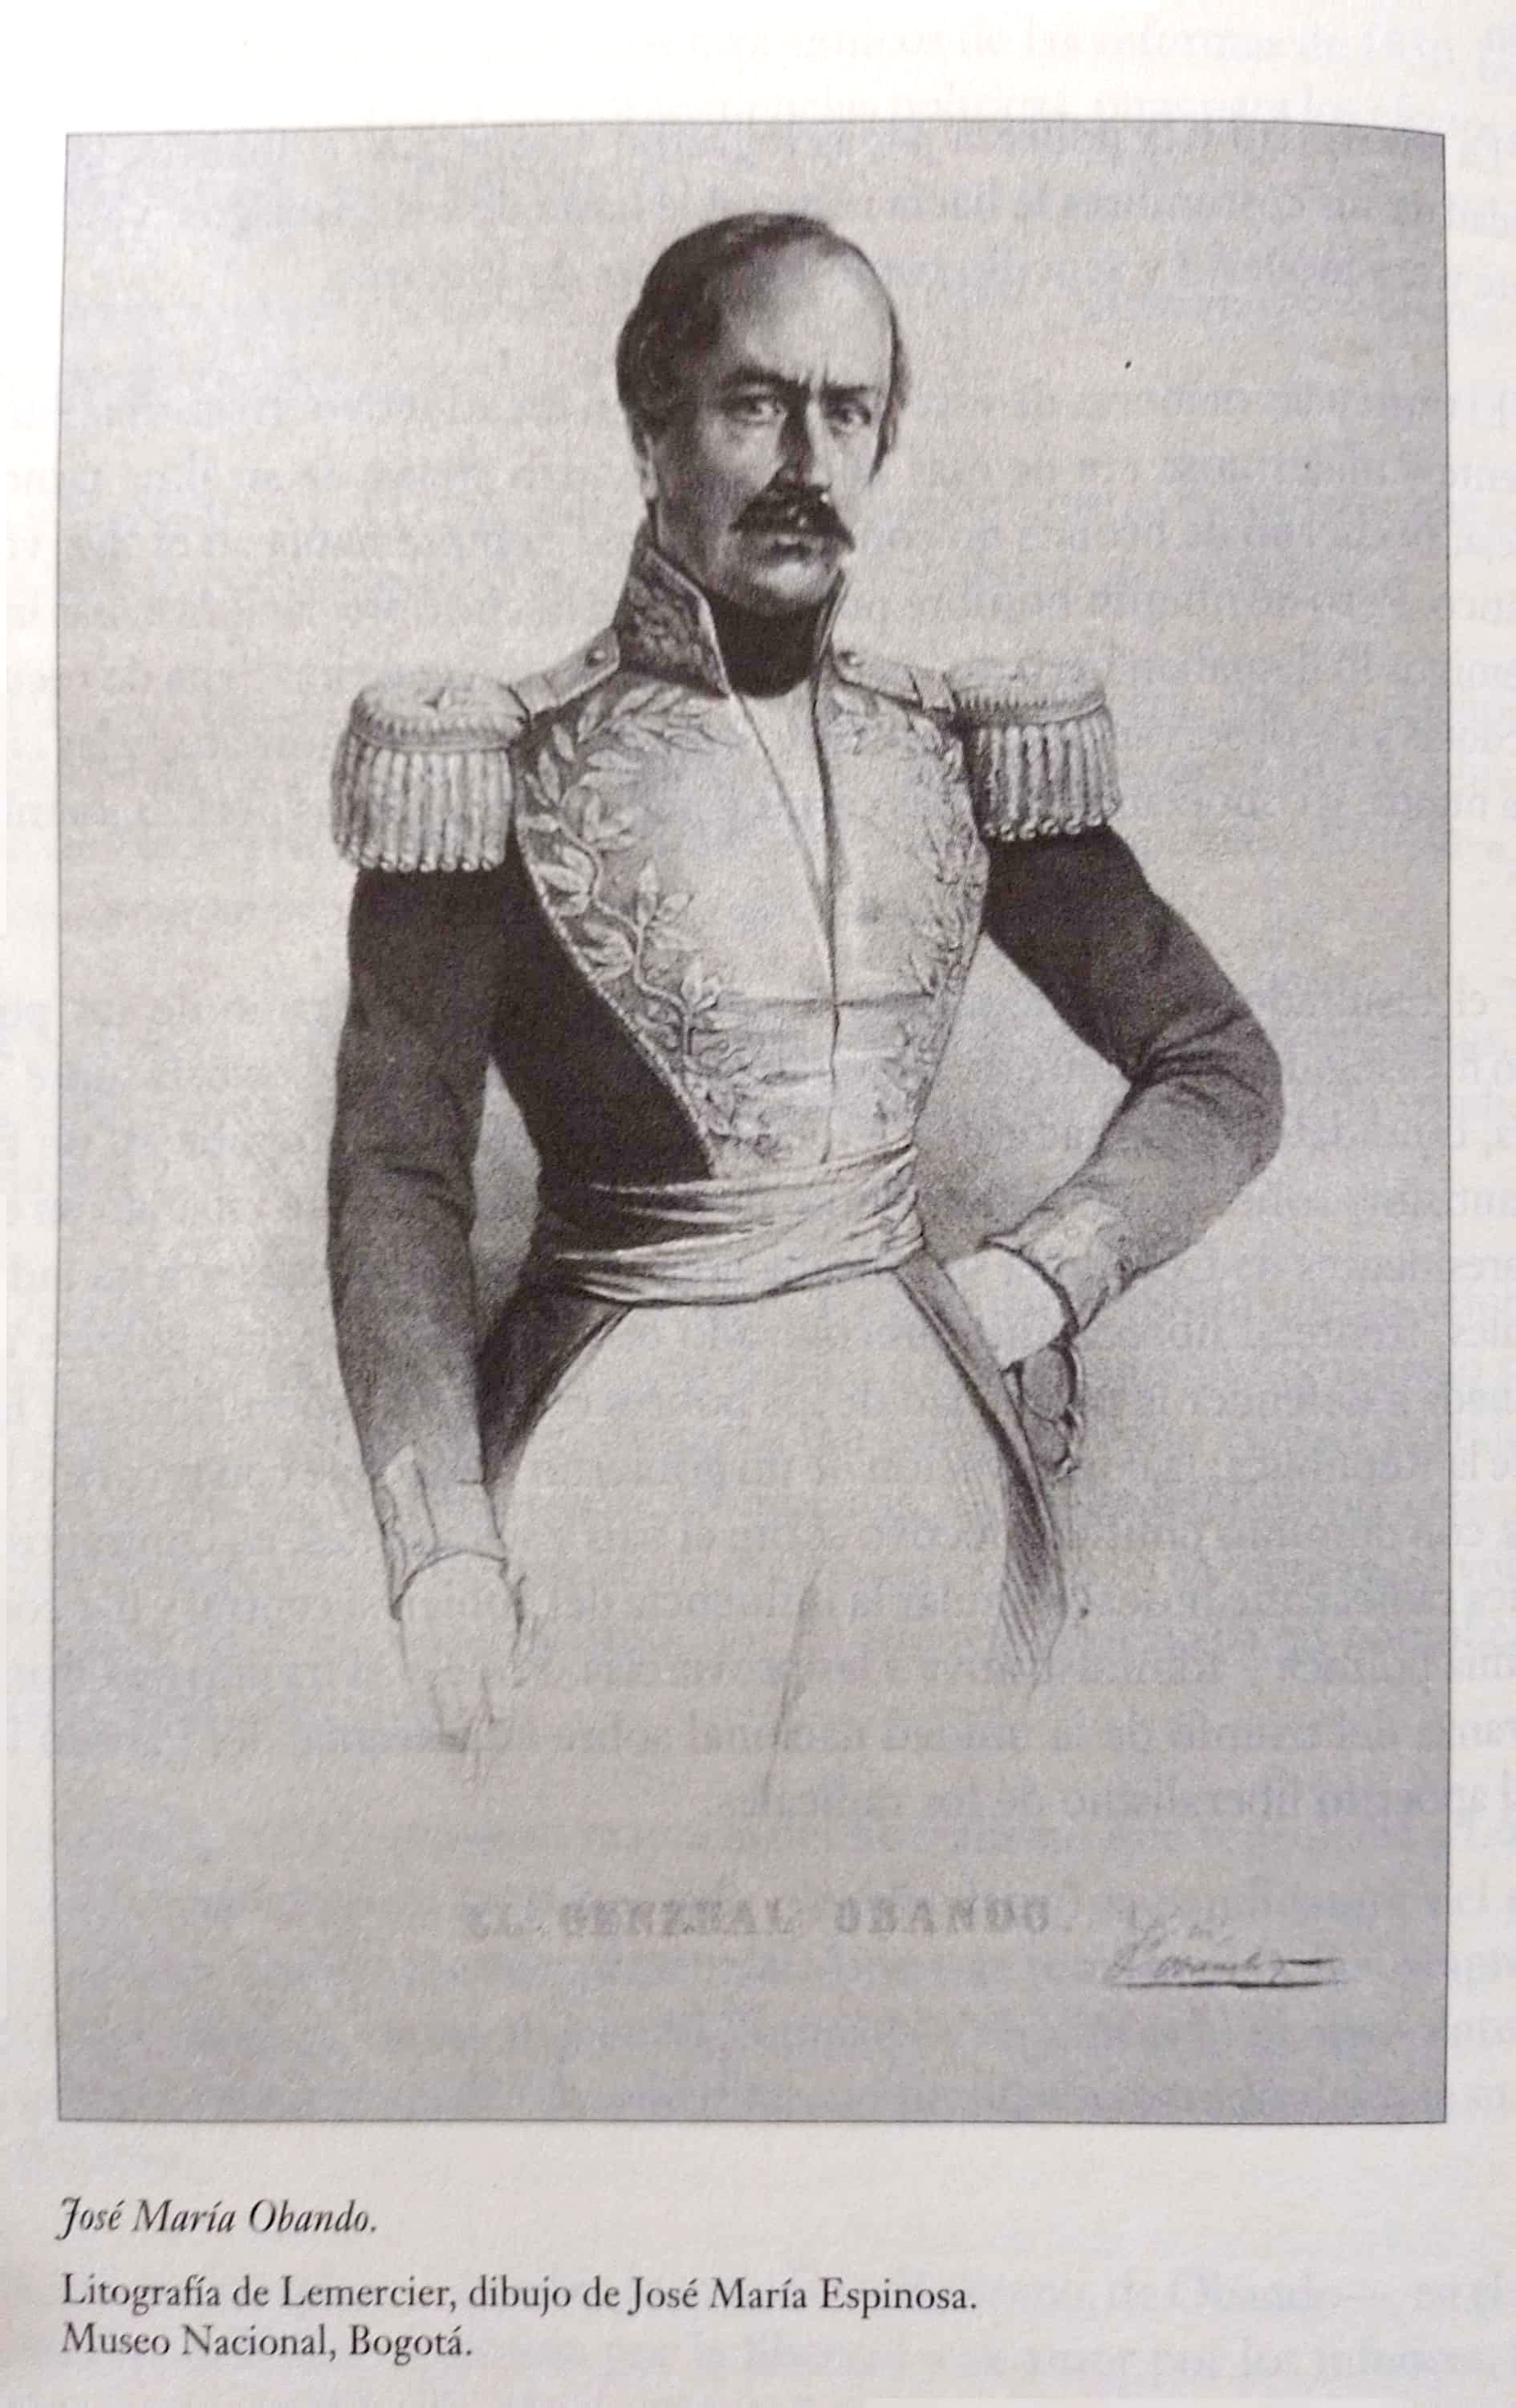 EL GENERAL OBANDO.
José María Obando.
Litografía de Lemercier, dibujo de José María Espinosa.
Museo Nacional, Bogotá.